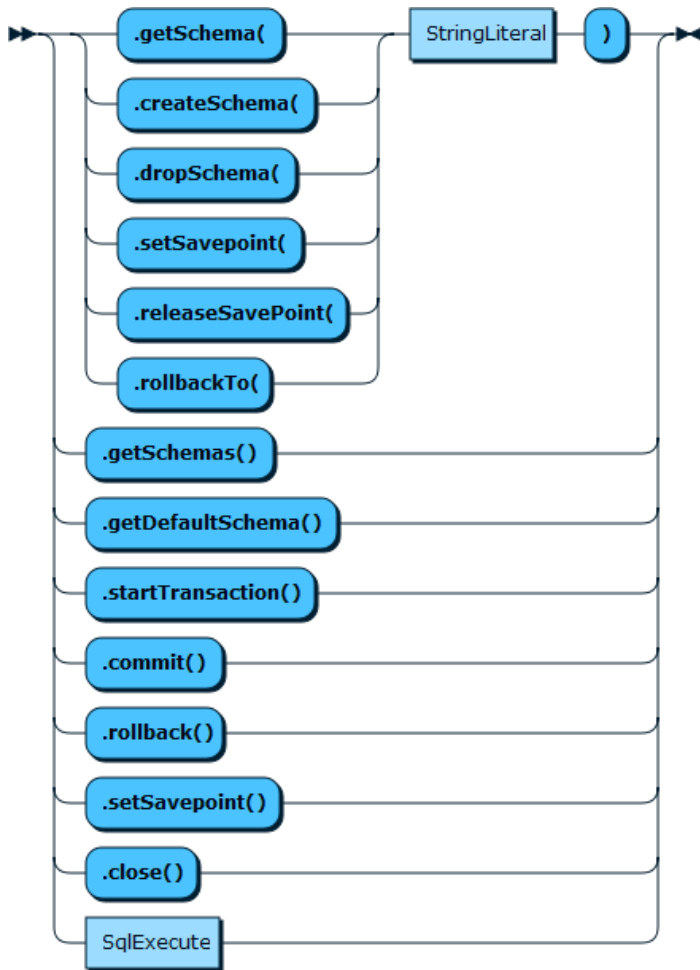 .getSchema( StringLiteral )
.createSchema(
.dropSchema(
.setSavepoint(
.releaseSavePoint(
.rollbackTo(
.getSchemas()
.getDefaultSchema()
.startTransaction()
.commit()
.rollback()
.setSavepoint()
.close()
SqlExecute